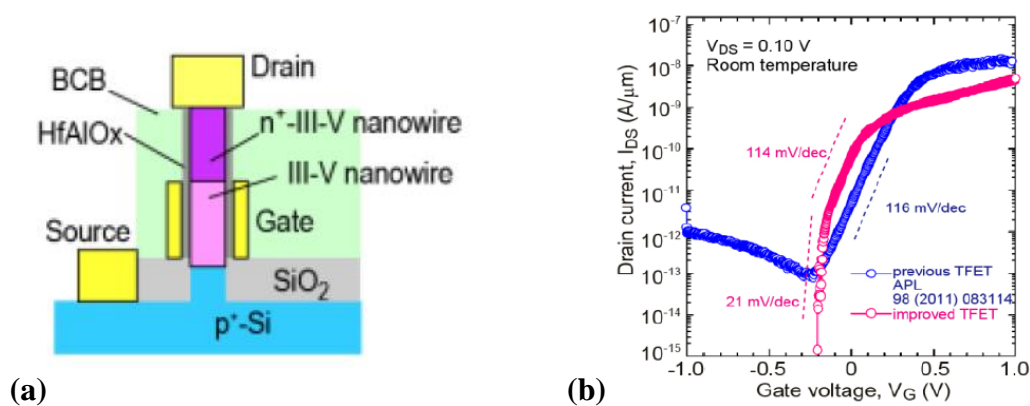 Drain
BCB
n⁺-III-V nanowire
HfAlOx
III-V nanowire
Gate
Source
SiO₂
p⁺-Si
(a)
V_DS = 0.10 V
Room temperature
114 mV/dec
116 mV/dec
21 mV/dec
previous TFET
APL
98 (2011) 083114
improved TFET
Drain current, I_DS (A/μm)
10⁻⁷
10⁻⁸
10⁻⁹
10⁻¹⁰
10⁻¹¹
10⁻¹²
10⁻¹³
10⁻¹⁴
10⁻¹⁵
-1.0 -0.5 0 0.5 1.0
Gate voltage, V_G (V)
(b)